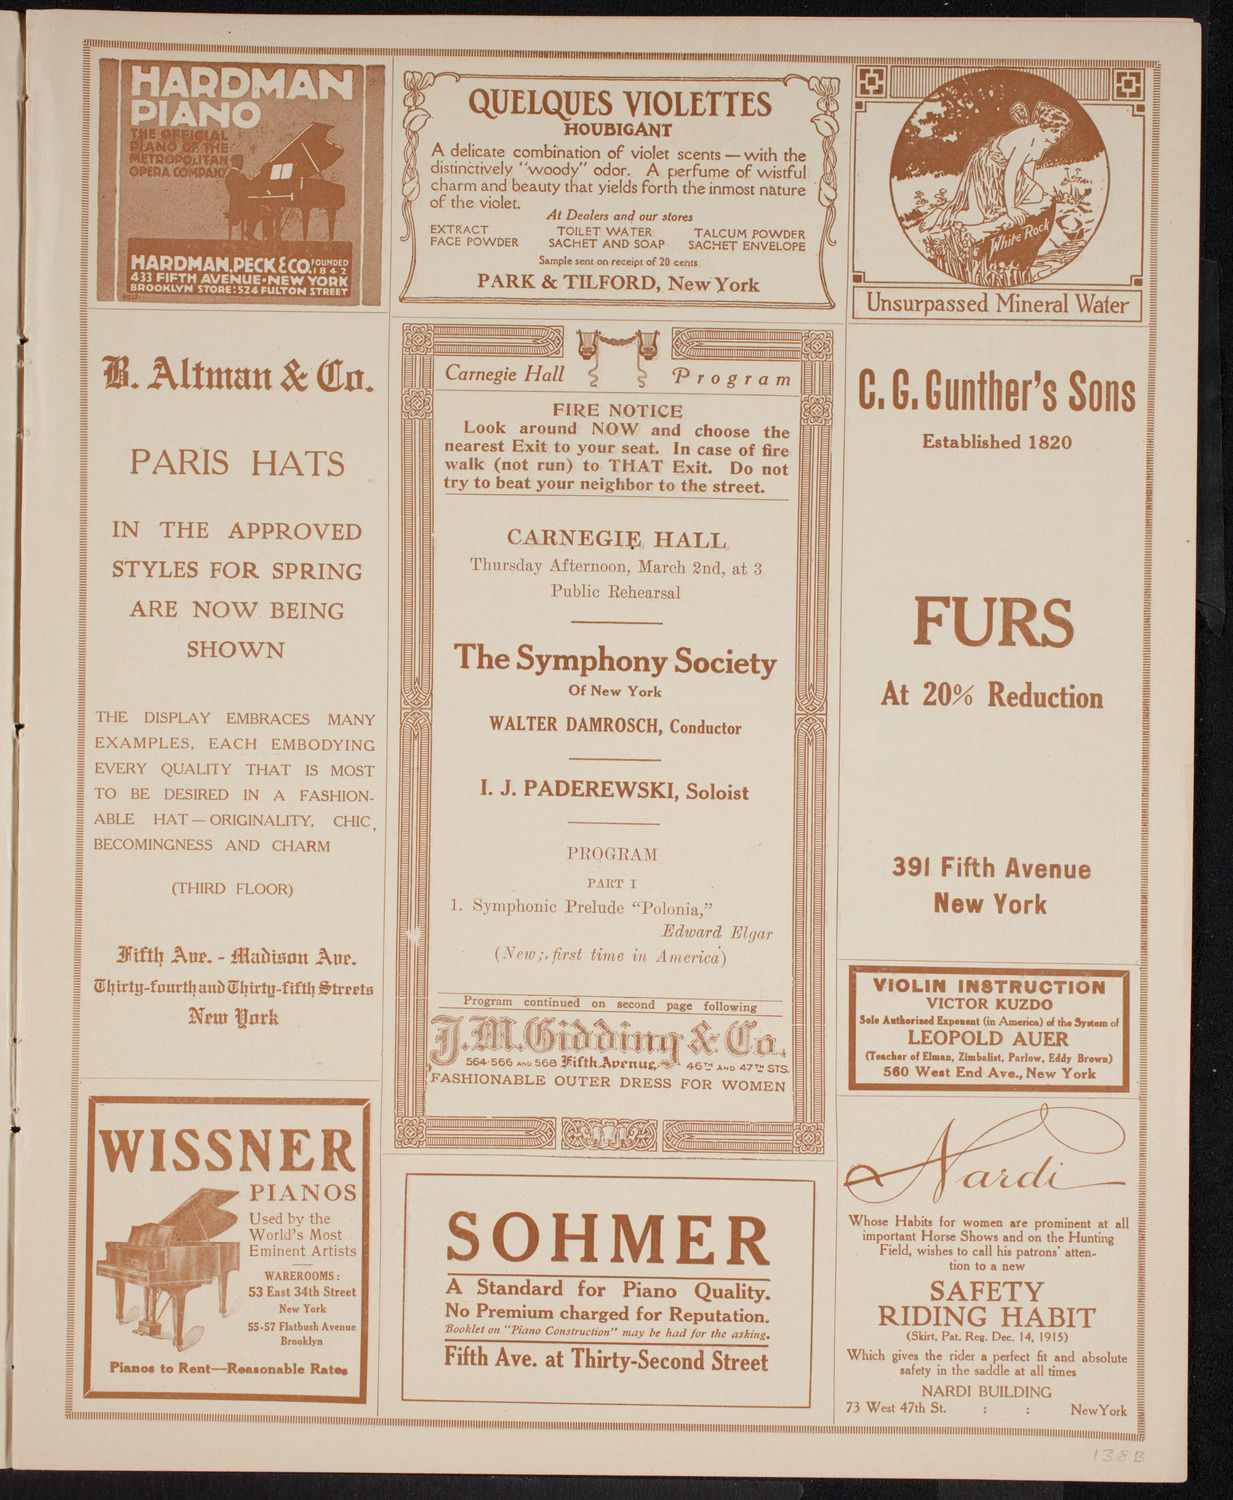 HARDMAN
PIANO
THE OFFICIAL
PIANO OF THE
METROPOLITAN
OPERA COMPANY
HARDMAN, PECK & CO. FOUNDED 1842
433 FIFTH AVENUE · NEW YORK
BROOKLYN STORE: 524 FULTON STREET
QUELQUES VIOLETTES
HOUBIGANT
A delicate combination of violet scents — with the
distinctively "woody" odor. A perfume of wistful
charm and beauty that yields forth the inmost nature
of the violet.
At Dealers and our stores
EXTRACT TOILET WATER TALCUM POWDER
FACE POWDER SACHET AND SOAP SACHET ENVELOPE
Sample sent on receipt of 20 cents
PARK & TILFORD, New York
White Rock
Unsurpassed Mineral Water
B. Altman & Co.
PARIS HATS
IN THE APPROVED
STYLES FOR SPRING
ARE NOW BEING
SHOWN
THE DISPLAY EMBRACES MANY
EXAMPLES, EACH EMBODYING
EVERY QUALITY THAT IS MOST
TO BE DESIRED IN A FASHION-
ABLE HAT — ORIGINALITY, CHIC,
BECOMINGNESS AND CHARM
(THIRD FLOOR)
Fifth Ave. - Madison Ave.
Thirty-fourth and Thirty-fifth Streets
New York
WISSNER
PIANOS
Used by the
World's Most
Eminent Artists
WAREROOMS:
53 East 34th Street
New York
55-57 Flatbush Avenue
Brooklyn
Pianos to Rent—Reasonable Rates
Carnegie Hall Program
FIRE NOTICE
Look around NOW and choose the
nearest Exit to your seat. In case of fire
walk (not run) to THAT Exit. Do not
try to beat your neighbor to the street.
CARNEGIE HALL
Thursday Afternoon, March 2nd, at 3
Public Rehearsal
The Symphony Society
Of New York
WALTER DAMROSCH, Conductor
I. J. PADEREWSKI, Soloist
PROGRAM
PART I
1. Symphonic Prelude "Polonia,"
Edward Elgar
(New; first time in America)
Program continued on second page following
J. M. Gidding & Co.
564-566 AND 568 Fifth Avenue, 46TH AND 47TH STS.
FASHIONABLE OUTER DRESS FOR WOMEN
SOHMER
A Standard for Piano Quality.
No Premium charged for Reputation.
Booklet on "Piano Construction" may be had for the asking.
Fifth Ave. at Thirty-Second Street
C. G. Gunther's Sons
Established 1820
FURS
At 20% Reduction
391 Fifth Avenue
New York
VIOLIN INSTRUCTION
VICTOR KUZDO
Sole Authorized Exponent (in America) of the System of
LEOPOLD AUER
(Teacher of Elman, Zimbalist, Parlow, Eddy Brown)
560 West End Ave., New York
Nardi
Whose Habits for women are prominent at all
important Horse Shows and on the Hunting
Field, wishes to call his patrons' atten-
tion to a new
SAFETY
RIDING HABIT
(Skirt, Pat. Reg. Dec. 14, 1915)
Which gives the rider a perfect fit and absolute
safety in the saddle at all times
NARDI BUILDING
73 West 47th St. : : New York
138B